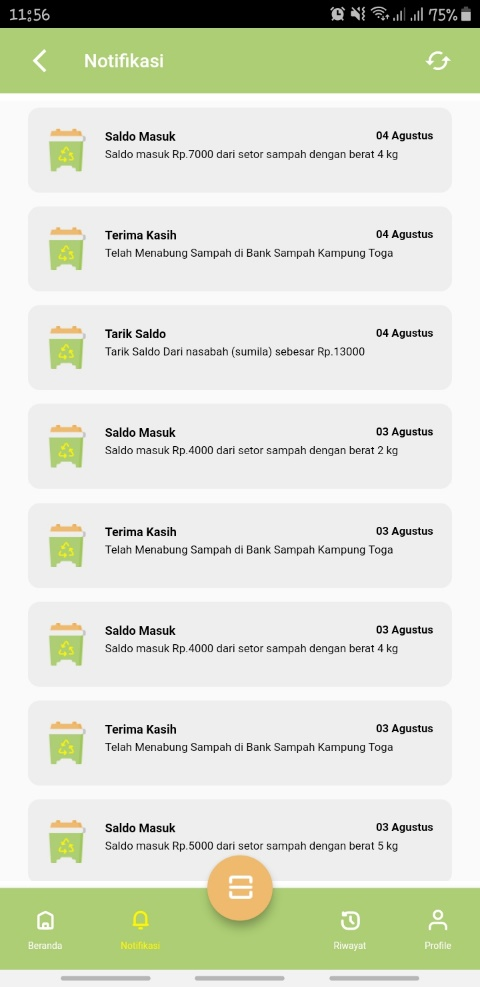 11:56
75%
Notifikasi
Saldo Masuk 04 Agustus
Saldo masuk Rp.7000 dari setor sampah dengan berat 4 kg
Terima Kasih 04 Agustus
Telah Menabung Sampah di Bank Sampah Kampung Toga
Tarik Saldo 04 Agustus
Tarik Saldo Dari nasabah (sumila) sebesar Rp.13000
Saldo Masuk 03 Agustus
Saldo masuk Rp.4000 dari setor sampah dengan berat 2 kg
Terima Kasih 03 Agustus
Telah Menabung Sampah di Bank Sampah Kampung Toga
Saldo Masuk 03 Agustus
Saldo masuk Rp.4000 dari setor sampah dengan berat 4 kg
Terima Kasih 03 Agustus
Telah Menabung Sampah di Bank Sampah Kampung Toga
Saldo Masuk 03 Agustus
Saldo masuk Rp.5000 dari setor sampah dengan berat 5 kg
Beranda Notifikasi Riwayat Profile